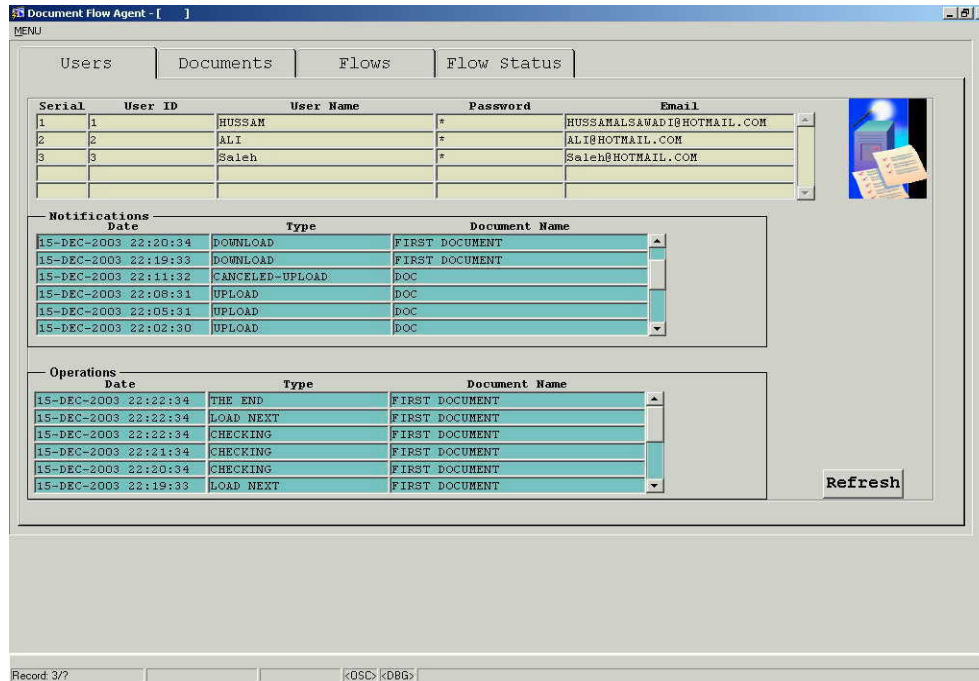 Document Flow Agent - [ ]
MENU
Users Documents Flows Flow Status
Serial User ID User Name Password Email
1 1 HUSSAM * HUSSAMALSAWADI@HOTMAIL.COM
2 2 ALI * ALI@HOTMAIL.COM
3 3 Saleh * Saleh@HOTMAIL.COM
Notifications
Date Type Document Name
15-DEC-2003 22:20:34 DOWNLOAD FIRST DOCUMENT
15-DEC-2003 22:19:33 DOWNLOAD FIRST DOCUMENT
15-DEC-2003 22:11:32 CANCELED-UPLOAD DOC
15-DEC-2003 22:08:31 UPLOAD DOC
15-DEC-2003 22:05:31 UPLOAD DOC
15-DEC-2003 22:02:30 UPLOAD DOC
Operations
Date Type Document Name
15-DEC-2003 22:22:34 THE END FIRST DOCUMENT
15-DEC-2003 22:22:34 LOAD NEXT FIRST DOCUMENT
15-DEC-2003 22:22:34 CHECKING FIRST DOCUMENT
15-DEC-2003 22:21:34 CHECKING FIRST DOCUMENT
15-DEC-2003 22:20:34 CHECKING FIRST DOCUMENT
15-DEC-2003 22:19:33 LOAD NEXT FIRST DOCUMENT
Refresh
Record: 3/? <OSC> <DBG>